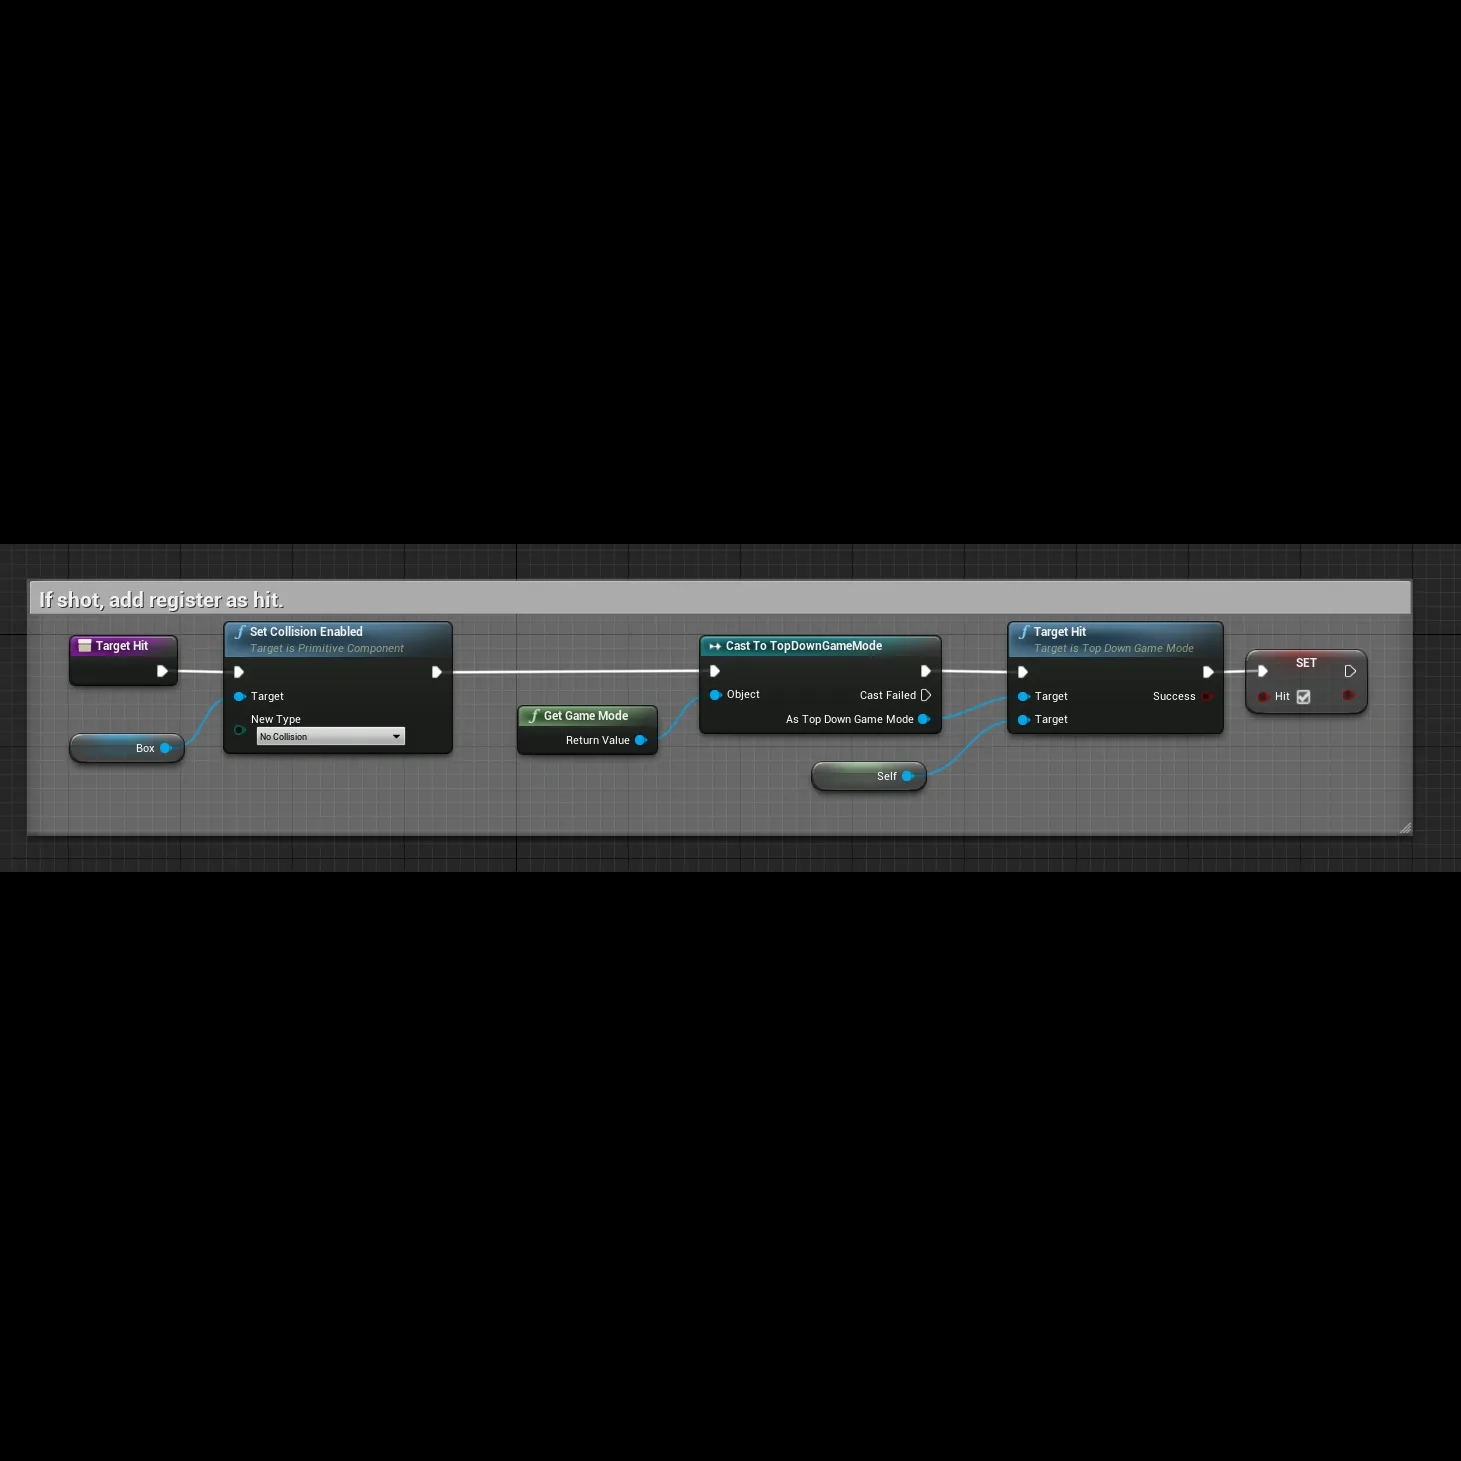 If shot, add register as hit.
Target Hit
Set Collision Enabled
Target is Primitive Component
Target
New Type
No Collision
Box
Get Game Mode
Return Value
Cast To TopDownGameMode
Object
Cast Failed
As Top Down Game Mode
Self
Target Hit
Target is Top Down Game Mode
Target
Success
Target
SET
Hit